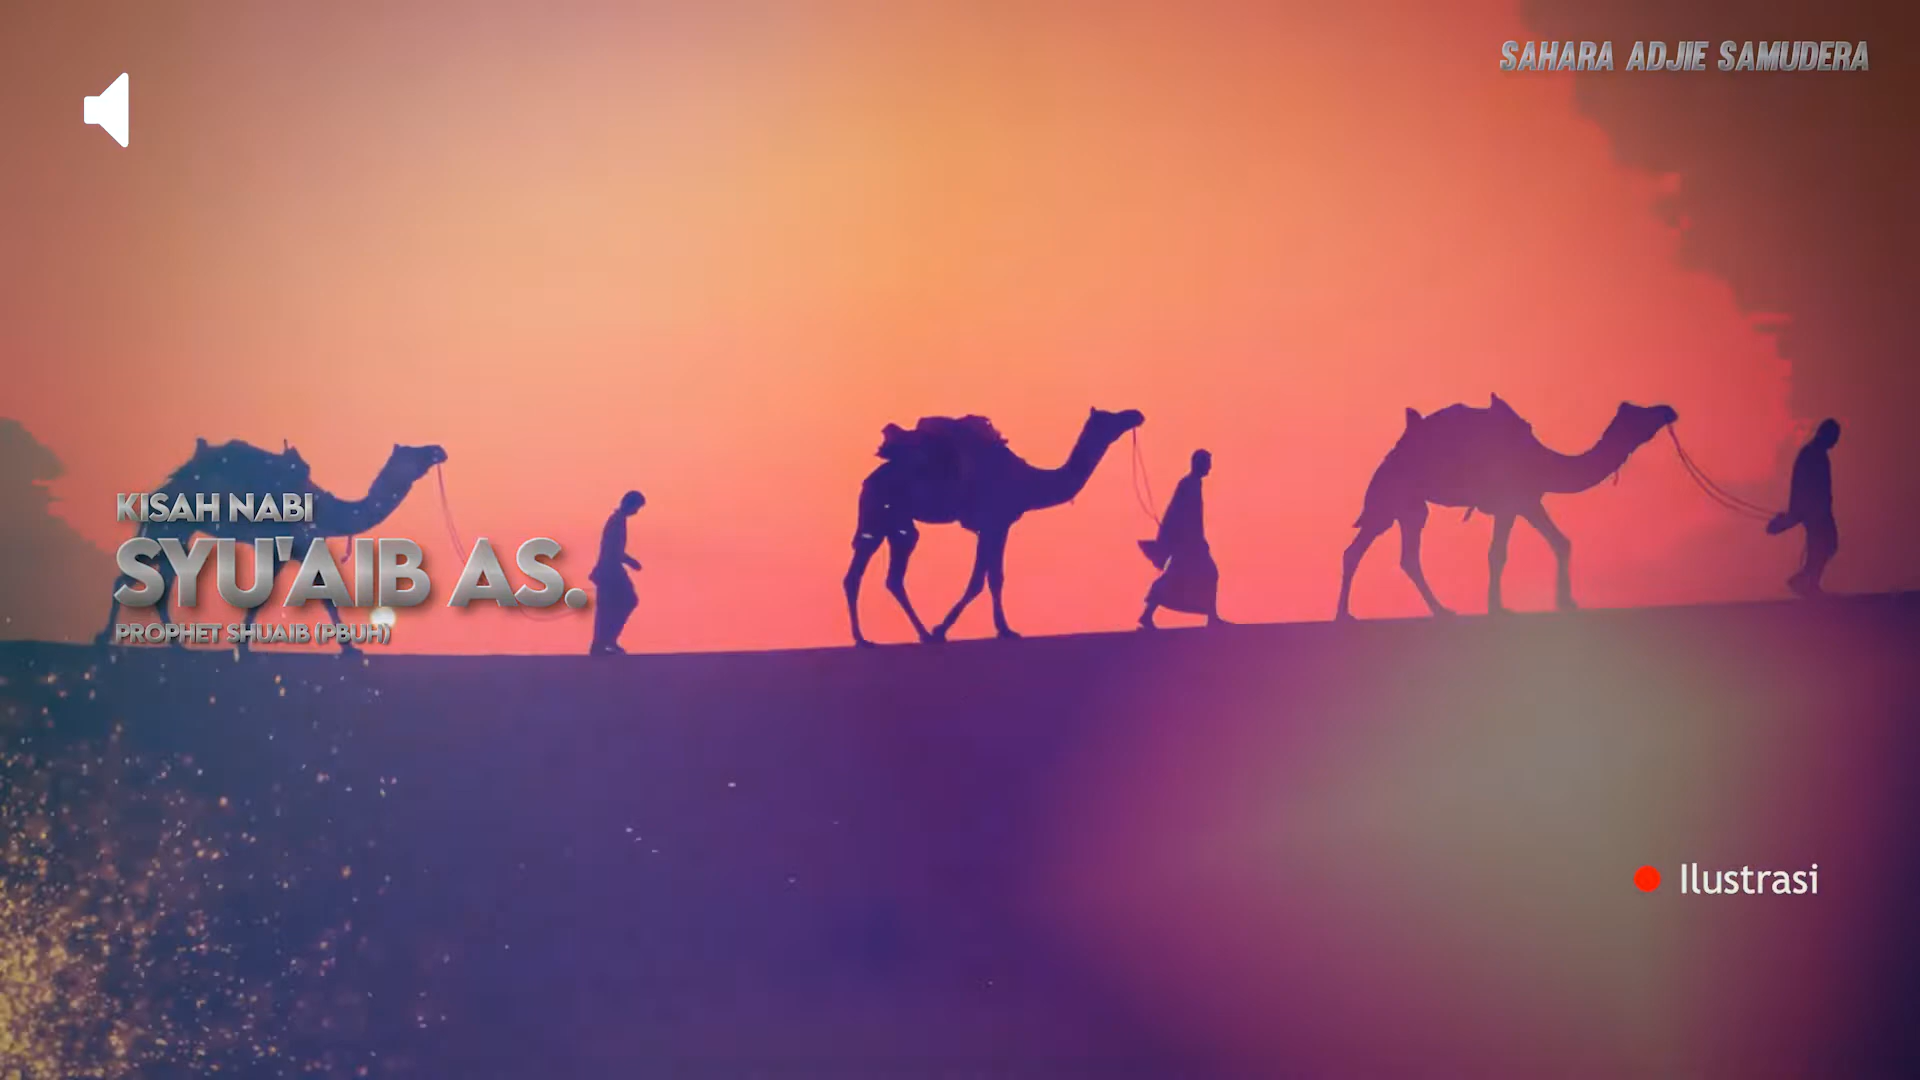 SAHARA ADJIE SAMUDERA
KISAH NABI
SYU'AIB AS.
PROPHET SHUAIB (PBUH)
Ilustrasi